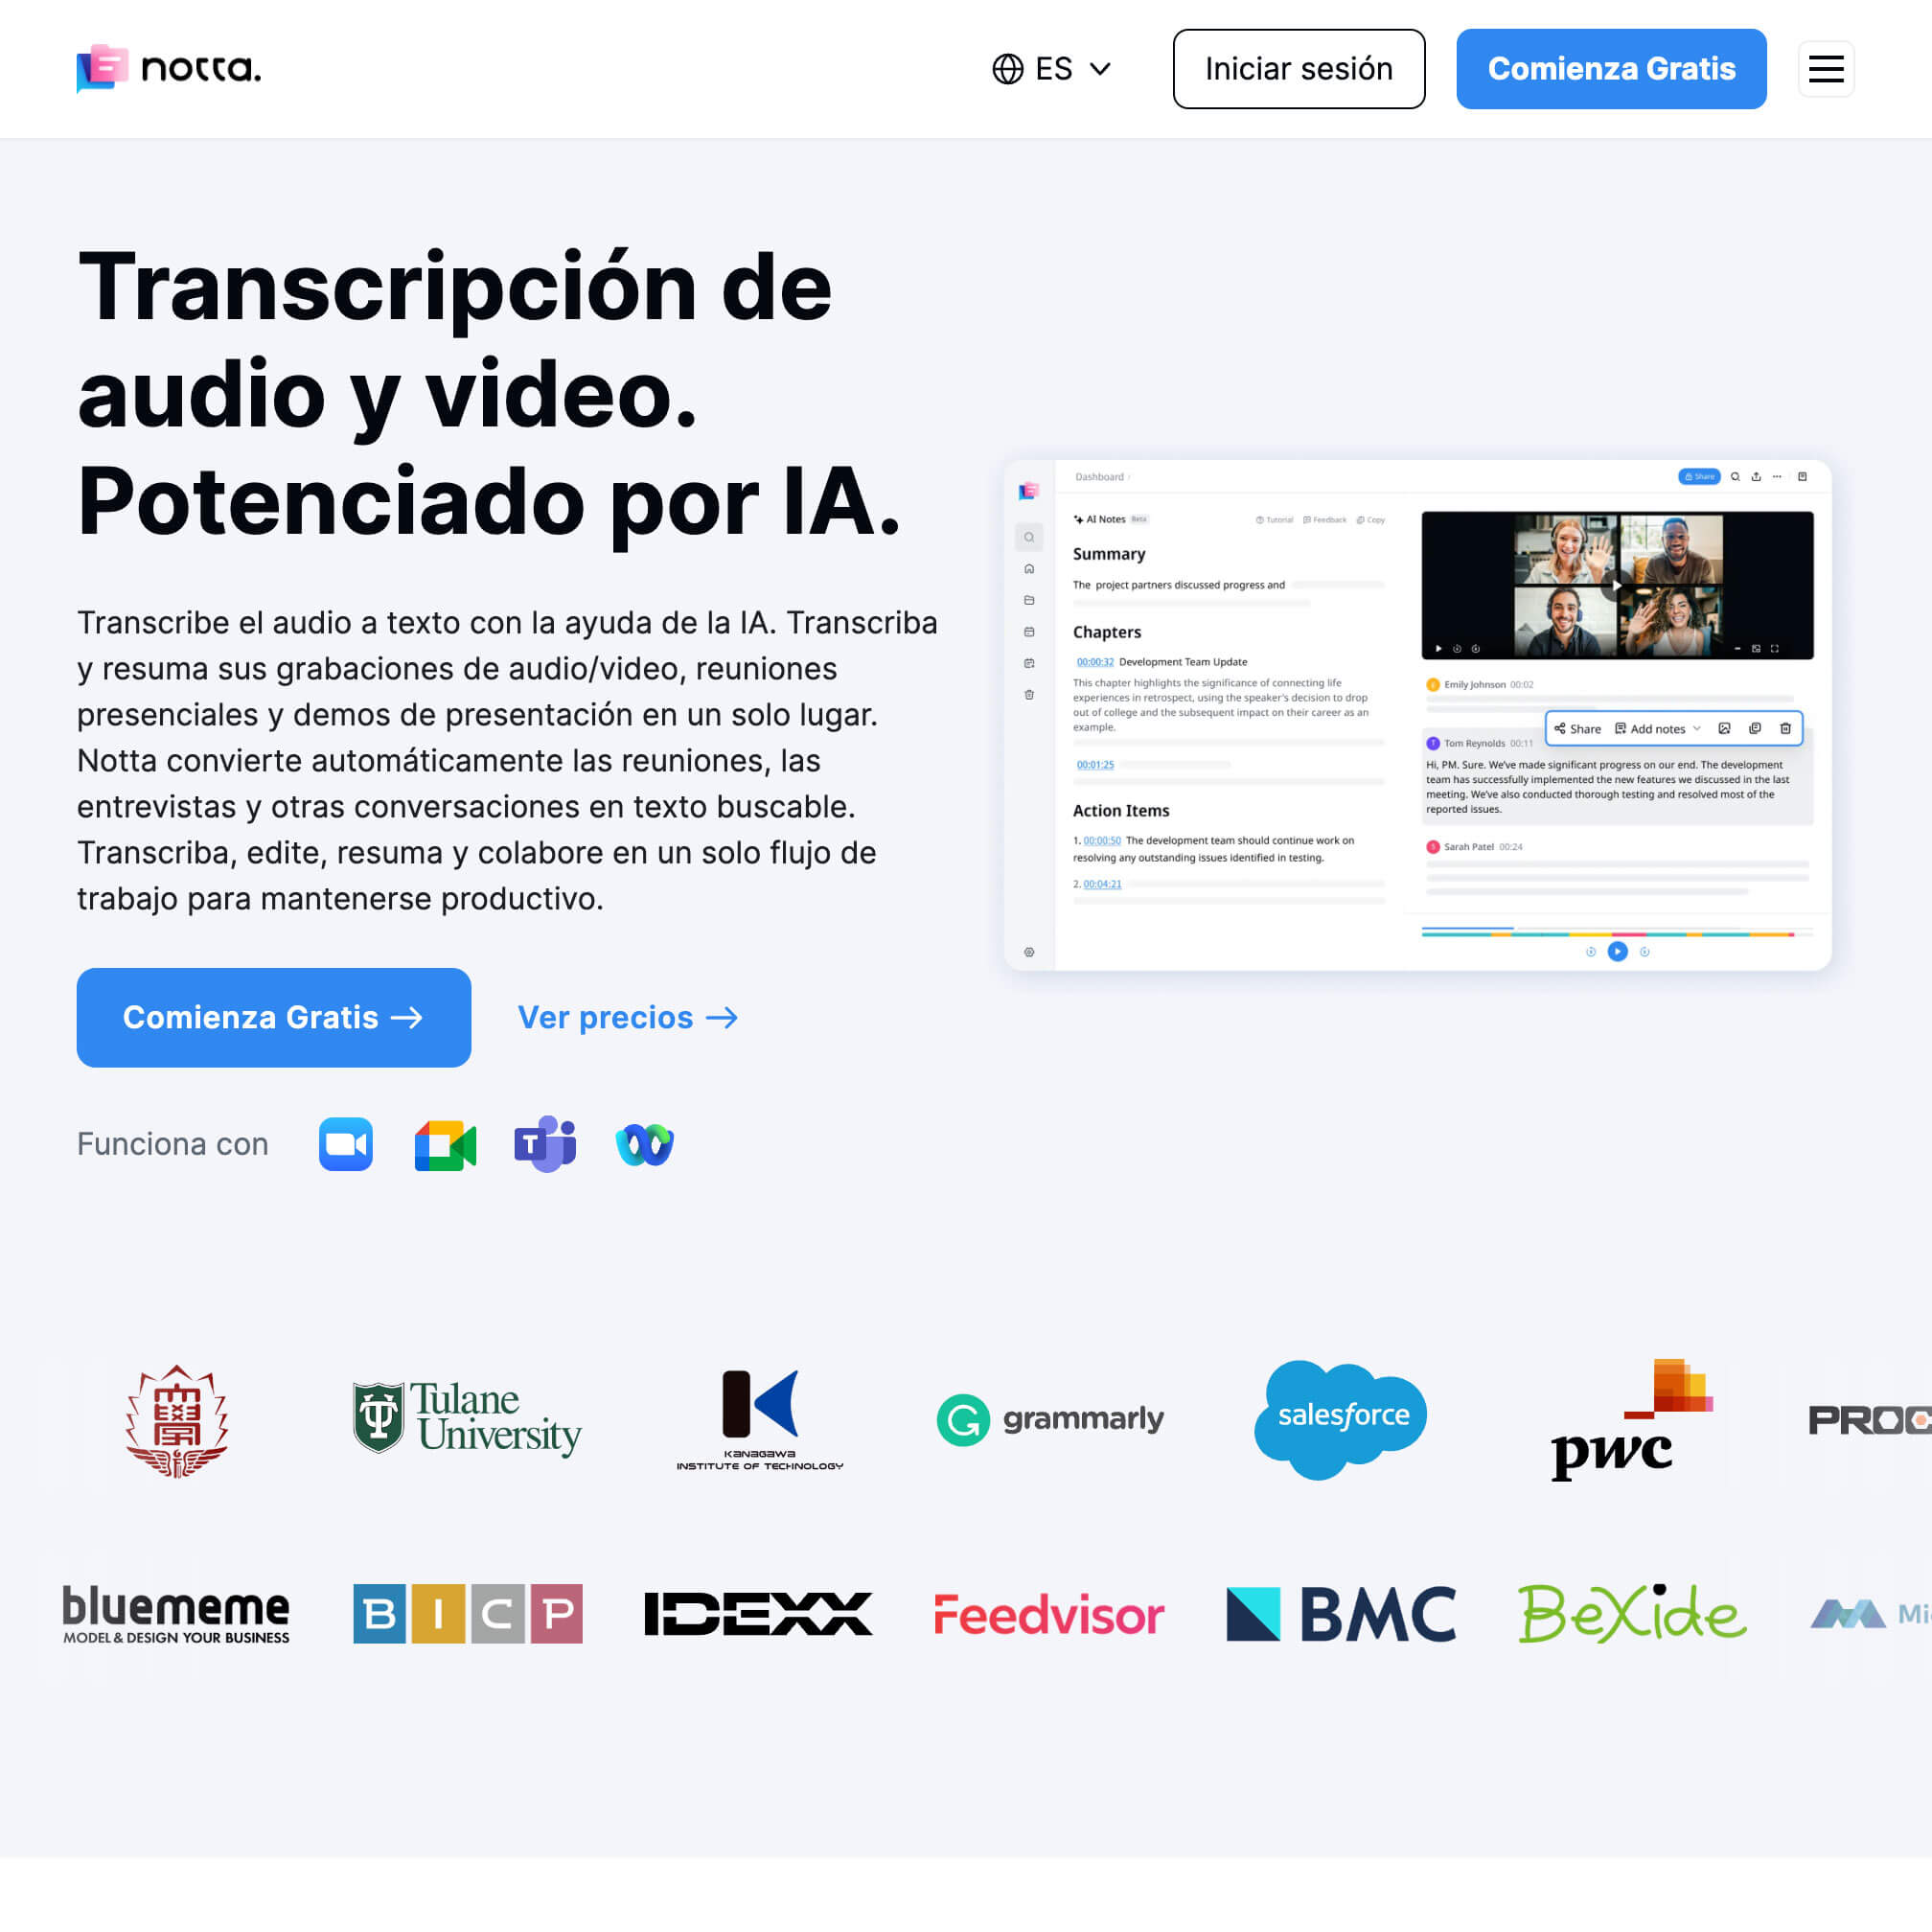 notta.
ES
Iniciar sesión
Comienza Gratis
Transcripción de
audio y video.
Potenciado por IA.
Transcribe el audio a texto con la ayuda de la IA. Transcriba
y resuma sus grabaciones de audio/video, reuniones
presenciales y demos de presentación en un solo lugar.
Notta convierte automáticamente las reuniones, las
entrevistas y otras conversaciones en texto buscable.
Transcriba, edite, resuma y colabore en un solo flujo de
trabajo para mantenerse productivo.
Comienza Gratis →
Ver precios →
Funciona con
T
Dashboard /
Share
AI Notes Beta
Tutorial Feedback Copy
Summary
The project partners discussed progress and
Chapters
00:00:32 Development Team Update
This chapter highlights the significance of connecting life
experiences in retrospect, using the speaker's decision to drop
out of college and the subsequent impact on their career as an
example.
00:01:25
Action Items
1. 00:00:50 The development team should continue work on
resolving any outstanding issues identified in testing.
2. 00:04:21
Emily Johnson 00:02
Share Add notes
T Tom Reynolds 00:11
Hi, PM. Sure. We've made significant progress on our end. The development
team has successfully implemented the new features we discussed in the last
meeting. We've also conducted thorough testing and resolved most of the
reported issues.
S Sarah Patel 00:24
Tulane
University
KANAGAWA
INSTITUTE OF TECHNOLOGY
grammarly
salesforce
pwc
PROC
bluememe
MODEL & DESIGN YOUR BUSINESS
BICP
IDEXX
Feedvisor
BMC
BeXide
Mi